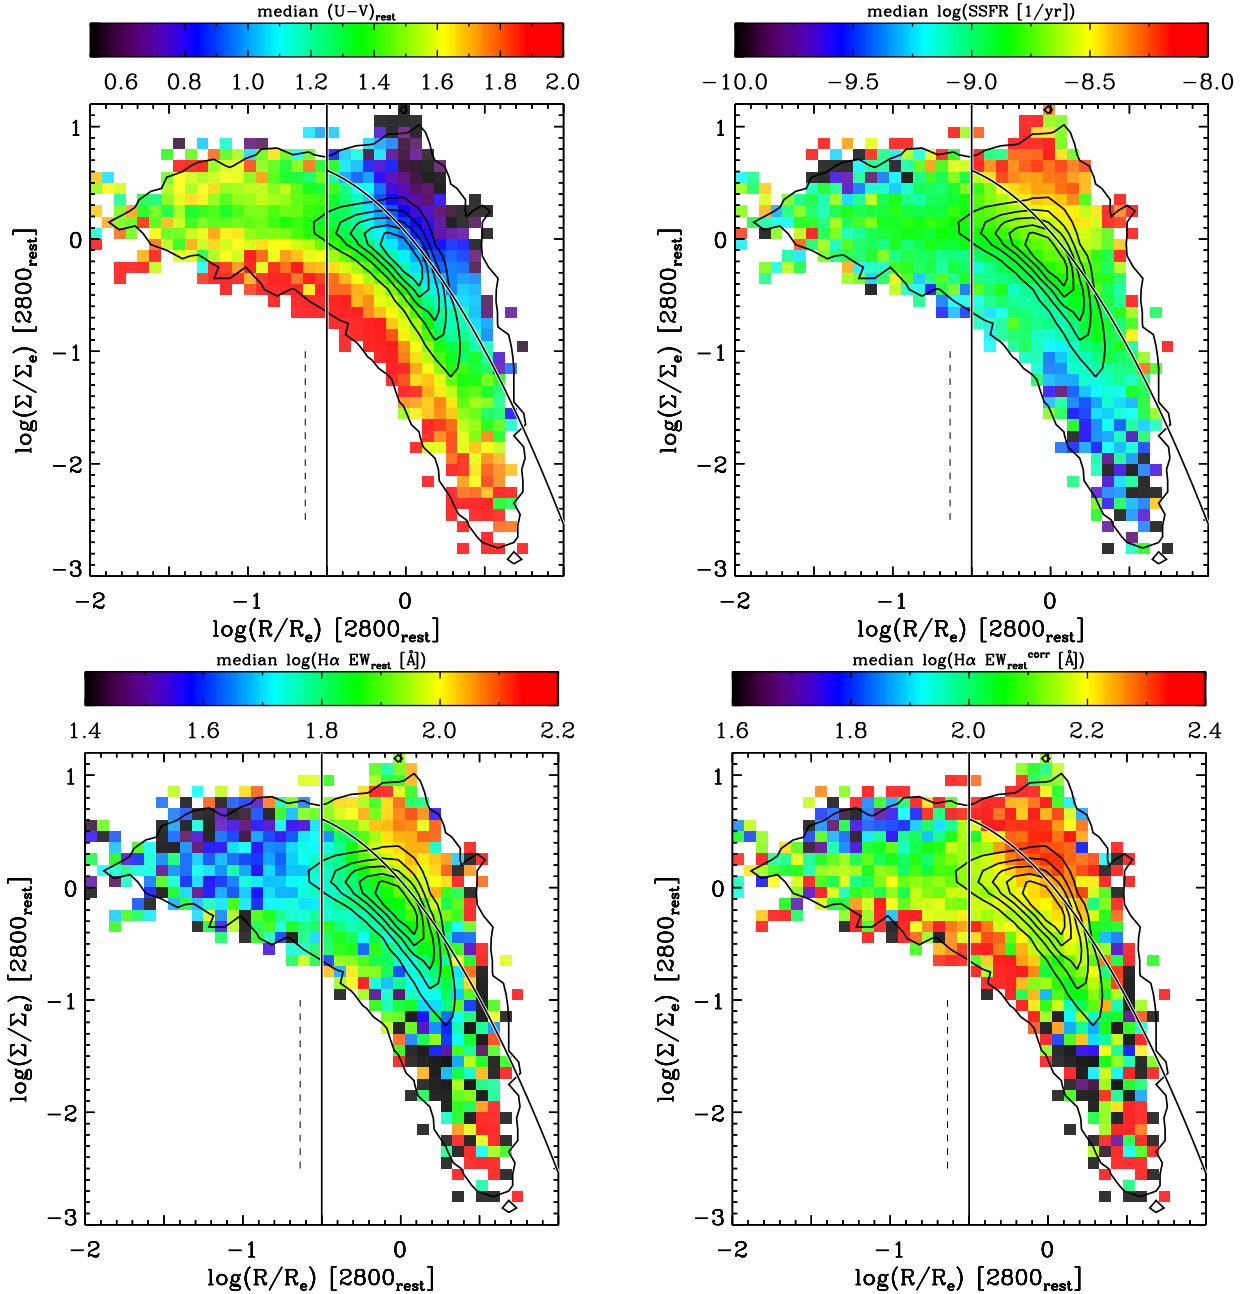 median (U−V)rest
0.6 0.8 1.0 1.2 1.4 1.6 1.8 2.0
1
0
−1
−2
−3
log(Σ/Σe) [2800rest]
−2 −1 0
log(R/Re) [2800rest]
median log(SSFR [1/yr])
−10.0 −9.5 −9.0 −8.5 −8.0
1
0
−1
−2
−3
log(Σ/Σe) [2800rest]
−2 −1 0
log(R/Re) [2800rest]
median log(Hα EWrest [Å])
1.4 1.6 1.8 2.0 2.2
1
0
−1
−2
−3
log(Σ/Σe) [2800rest]
−2 −1 0
log(R/Re) [2800rest]
median log(Hα EWrest corr [Å])
1.6 1.8 2.0 2.2 2.4
1
0
−1
−2
−3
log(Σ/Σe) [2800rest]
−2 −1 0
log(R/Re) [2800rest]